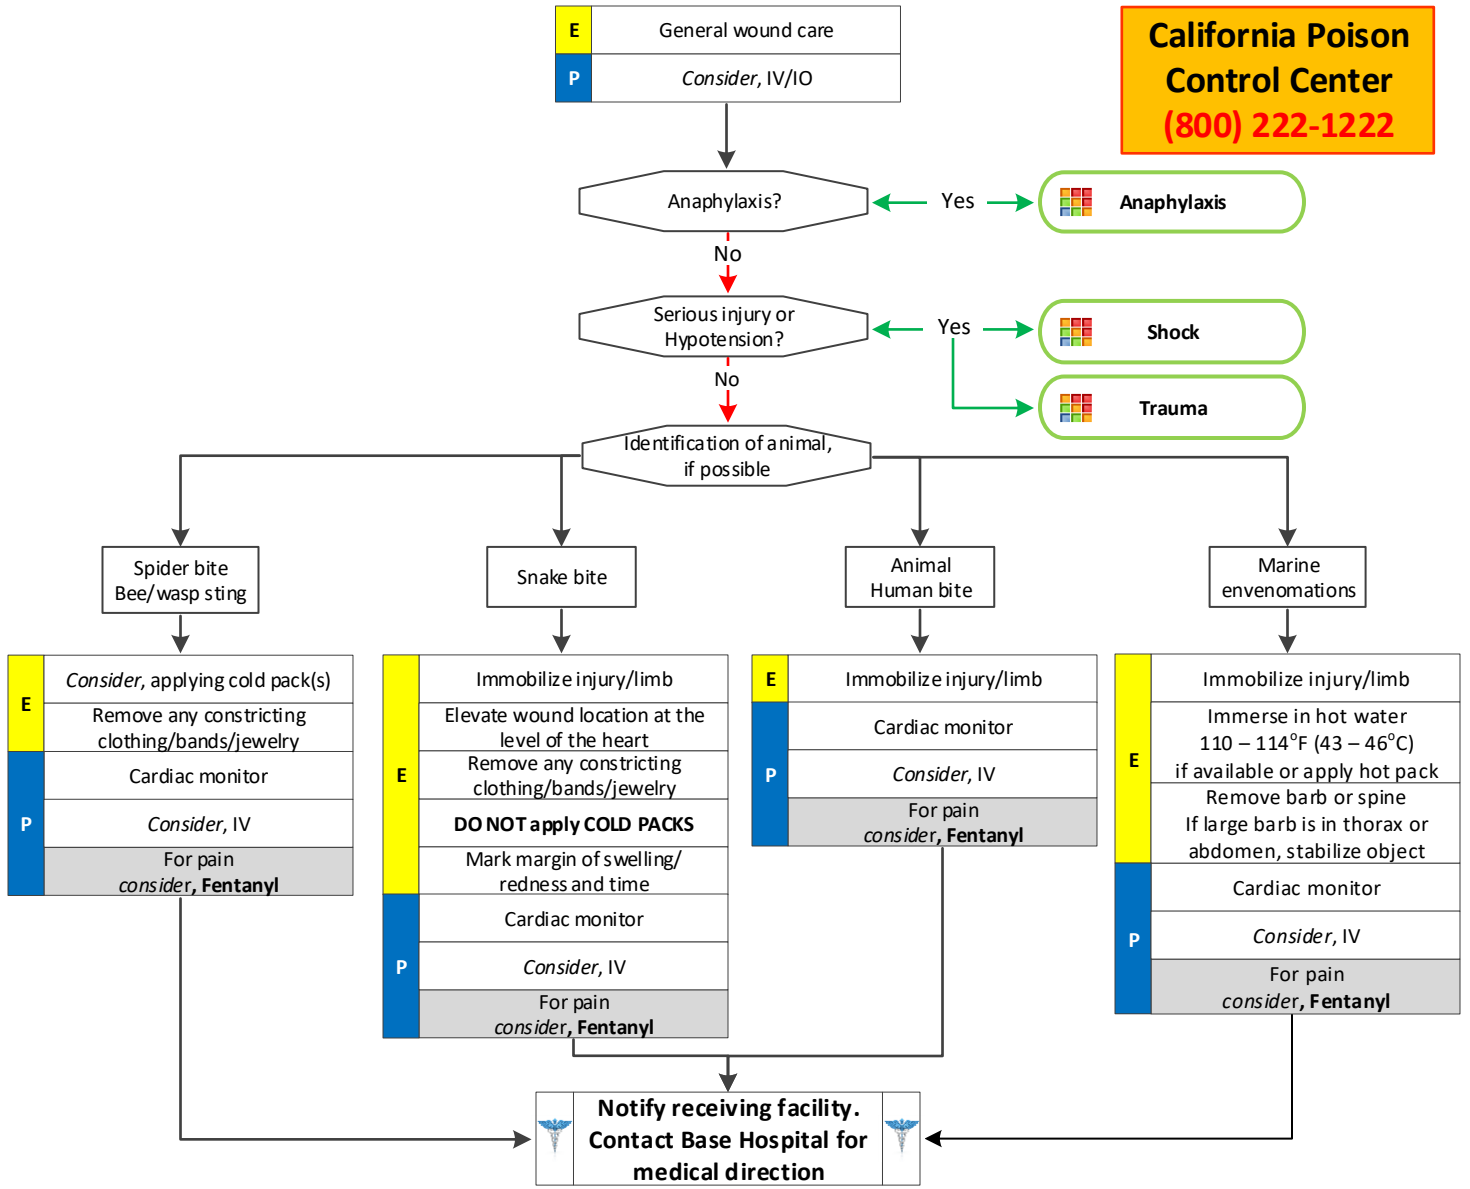 E
General wound care
P
Consider, IV/IO
California Poison
Control Center
(800) 222-1222
Anaphylaxis?
Yes
Anaphylaxis
No
Serious injury or
Hypotension?
Yes
Shock
Trauma
No
Identification of animal,
if possible
Spider bite
Bee/wasp sting
E
Consider, applying cold pack(s)
Remove any constricting
clothing/bands/jewelry
P
Cardiac monitor
Consider, IV
For pain
consider, Fentanyl
Snake bite
E
Immobilize injury/limb
Elevate wound location at the
level of the heart
Remove any constricting
clothing/bands/jewelry
DO NOT apply COLD PACKS
Mark margin of swelling/
redness and time
P
Cardiac monitor
Consider, IV
For pain
consider, Fentanyl
Animal
Human bite
E
Immobilize injury/limb
P
Cardiac monitor
Consider, IV
For pain
consider, Fentanyl
Marine
envenomations
E
Immobilize injury/limb
Immerse in hot water
110 – 114°F (43 – 46°C)
if available or apply hot pack
Remove barb or spine
If large barb is in thorax or
abdomen, stabilize object
P
Cardiac monitor
Consider, IV
For pain
consider, Fentanyl
Notify receiving facility.
Contact Base Hospital for
medical direction